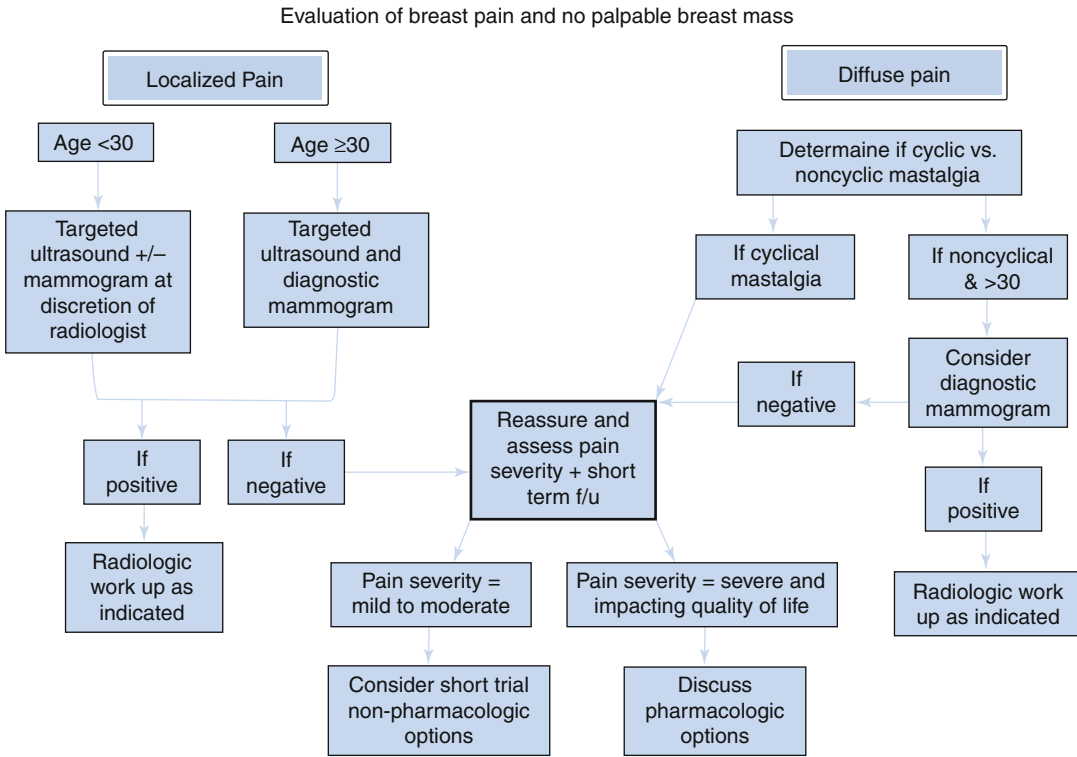 Evaluation of breast pain and no palpable breast mass
Localized Pain
Age <30
Age ≥30
Targeted
ultrasound +/–
mammogram at
discretion of
radiologist
Targeted
ultrasound and
diagnostic
mammogram
If
positive
If
negative
Radiologic
work up as
indicated
Diffuse pain
Determaine if cyclic vs.
noncyclic mastalgia
If cyclical
mastalgia
If noncyclical
& >30
Consider
diagnostic
mammogram
If
negative
If
positive
Radiologic work
up as indicated
Reassure and
assess pain
severity + short
term f/u
Pain severity =
mild to moderate
Pain severity = severe and
impacting quality of life
Consider short trial
non-pharmacologic
options
Discuss
pharmacologic
options